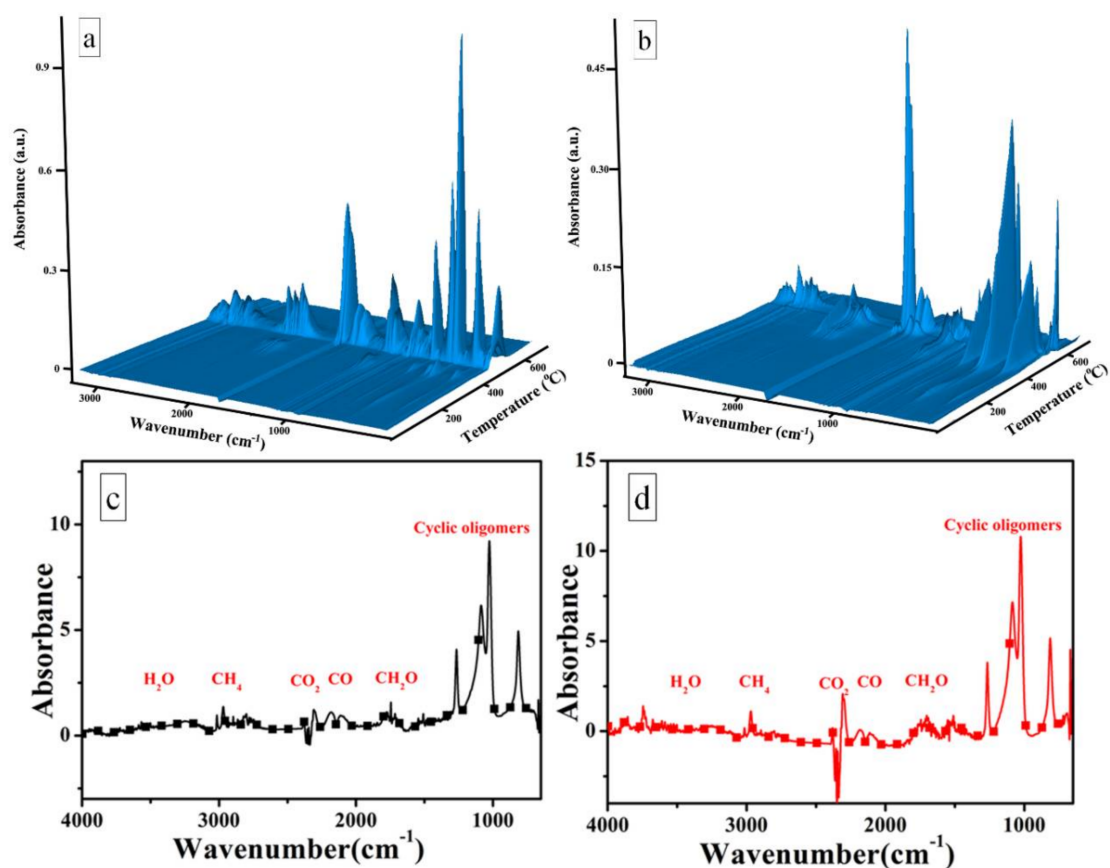 a
0.9
0.6
0.3
0
Absorbance (a.u.)
3000
2000
1000
Wavenumber (cm⁻¹)
200
400
600
Temperature (°C)
b
0.45
0.30
0.15
0
Absorbance (a.u.)
3000
2000
1000
Wavenumber (cm⁻¹)
200
400
600
Temperature (°C)
c
10
5
0
Absorbance
Cyclic oligomers
H₂O
CH₄
CO₂
CO
CH₂O
4000
3000
2000
1000
Wavenumber(cm⁻¹)
d
15
10
5
0
Absorbance
Cyclic oligomers
H₂O
CH₄
CO₂
CO
CH₂O
4000
3000
2000
1000
Wavenumber(cm⁻¹)